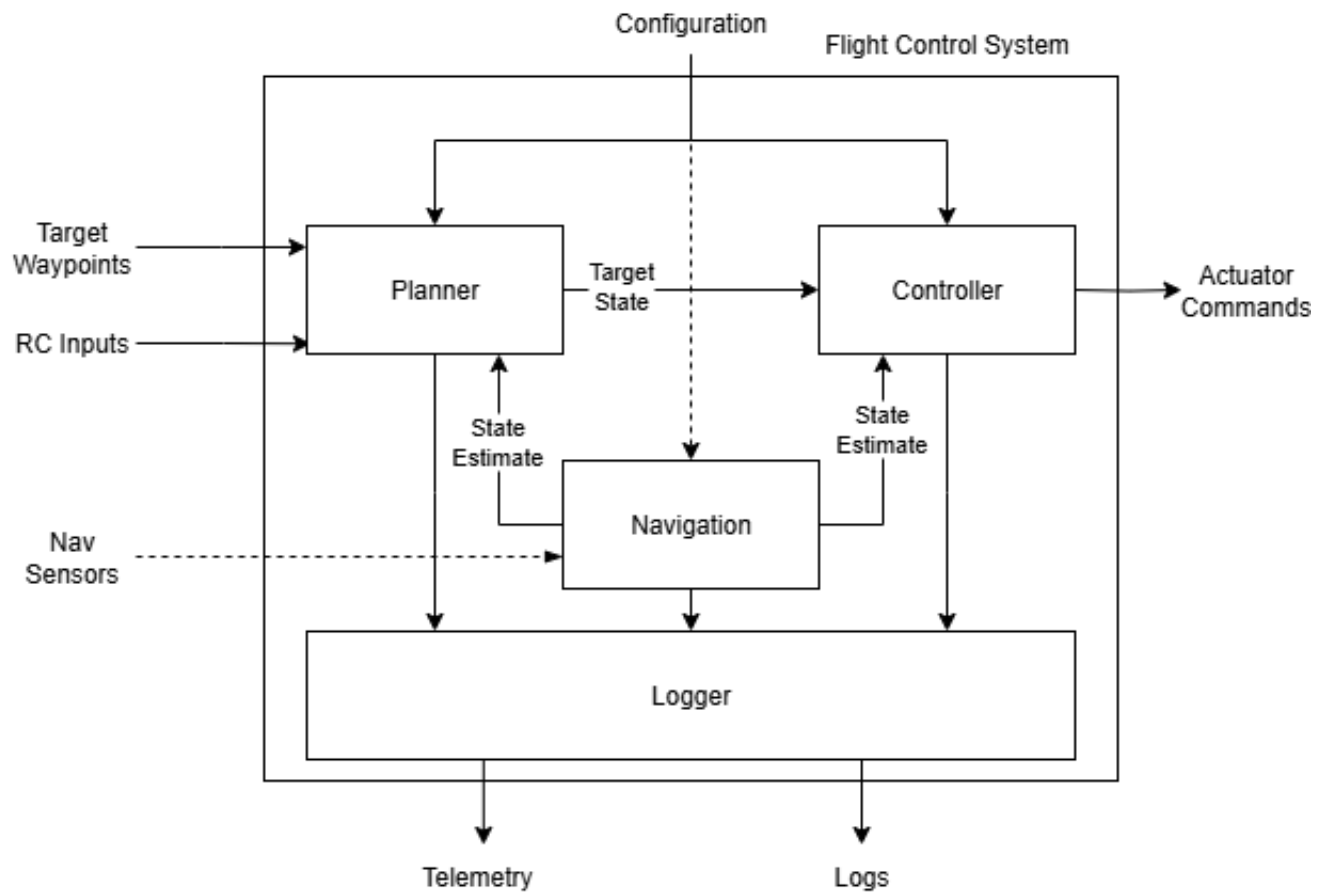 Configuration
Flight Control System
Target
Waypoints
Planner
Target
State
Controller
Actuator
Commands
RC Inputs
State
Estimate
State
Estimate
Navigation
Nav
Sensors
Logger
Telemetry
Logs